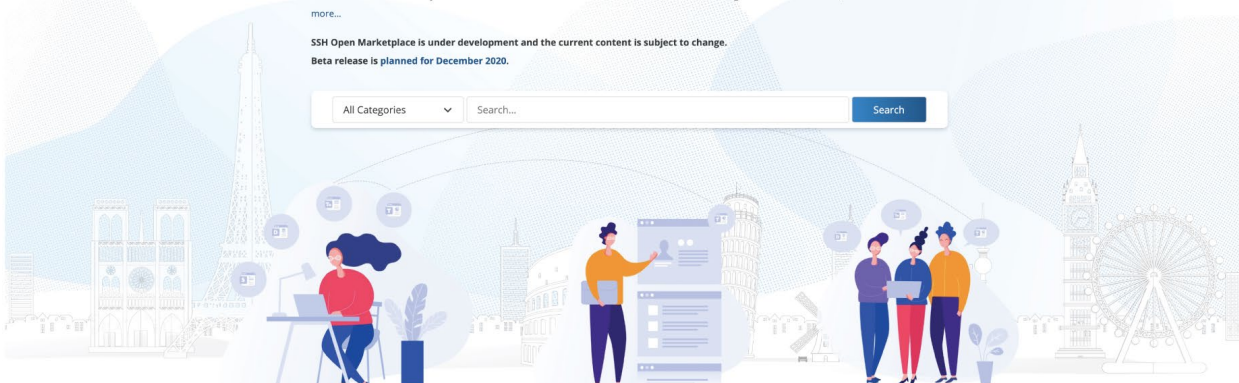 more...
SSH Open Marketplace is under development and the current content is subject to change.
Beta release is planned for December 2020.
All Categories
Search...
Search